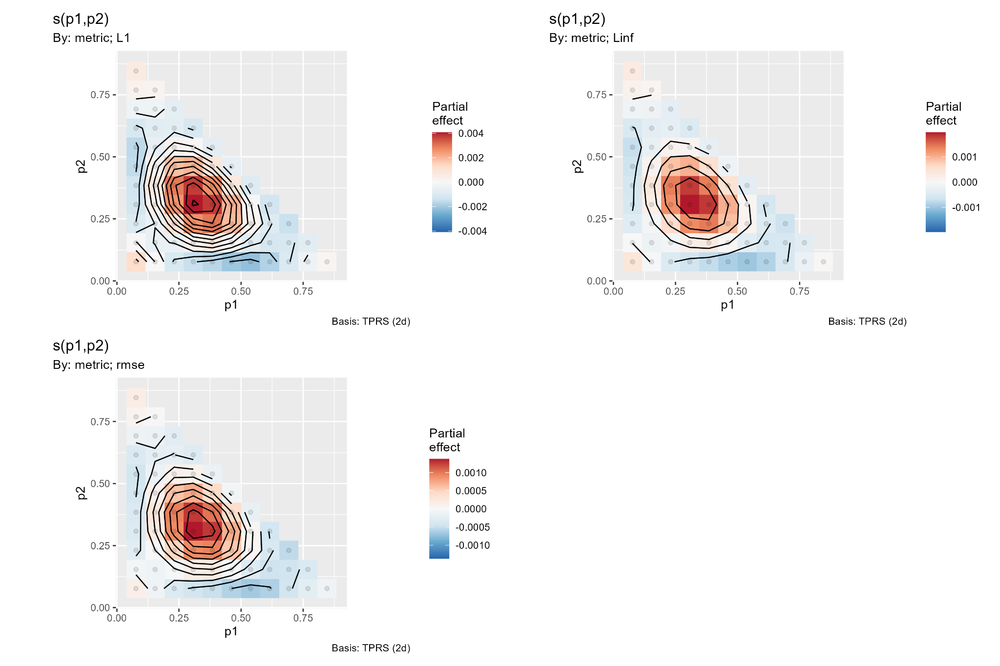 s(p1,p2)
By: metric; L1
p2
0.75
0.50
0.25
0.00
0.00 0.25 0.50 0.75
p1
Partial
effect
0.004
0.002
0.000
-0.002
-0.004
Basis: TPRS (2d)
s(p1,p2)
By: metric; Linf
p2
0.75
0.50
0.25
0.00
0.00 0.25 0.50 0.75
p1
Partial
effect
0.001
0.000
-0.001
Basis: TPRS (2d)
s(p1,p2)
By: metric; rmse
p2
0.75
0.50
0.25
0.00
0.00 0.25 0.50 0.75
p1
Partial
effect
0.0010
0.0005
0.0000
-0.0005
-0.0010
Basis: TPRS (2d)